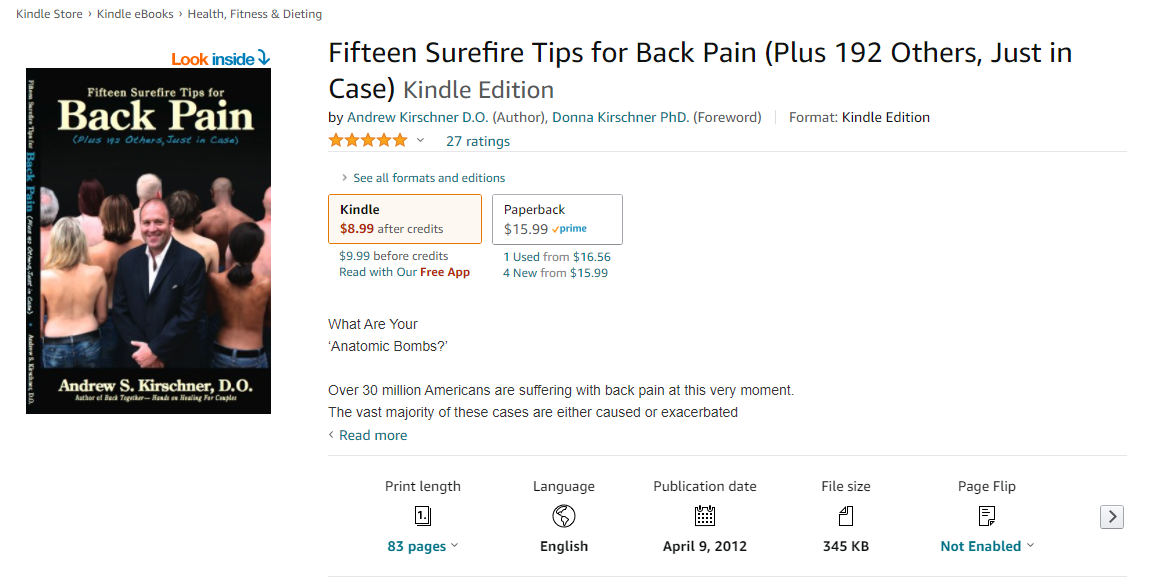 Kindle Store › Kindle eBooks › Health, Fitness & Dieting
Look inside
Fifteen Surefire Tips for Back Pain (Plus 192 Others, Just in Case) Andrew S. Kirschner, D.O.
Fifteen Surefire Tips for
Back Pain
(Plus 192 Others, Just in Case)
Andrew S. Kirschner, D.O.
Author of Back Together— Hands on Healing For Couples
Fifteen Surefire Tips for Back Pain (Plus 192 Others, Just in
Case) Kindle Edition
by Andrew Kirschner D.O. (Author), Donna Kirschner PhD. (Foreword) Format: Kindle Edition
27 ratings
› See all formats and editions
Kindle
$8.99 after credits
$9.99 before credits
Read with Our Free App
Paperback
$15.99 prime
1 Used from $16.56
4 New from $15.99
What Are Your
‘Anatomic Bombs?’
Over 30 million Americans are suffering with back pain at this very moment.
The vast majority of these cases are either caused or exacerbated
‹ Read more
Print length
1.
83 pages
Language
English
Publication date
April 9, 2012
File size
345 KB
Page Flip
Not Enabled